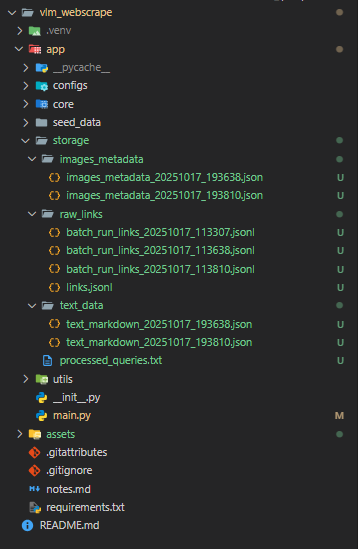 vlm_webscrape
.venv
app
__pycache__
configs
core
seed_data
storage
images_metadata
images_metadata_20251017_193638.json U
images_metadata_20251017_193810.json U
raw_links
batch_run_links_20251017_113307.jsonl U
batch_run_links_20251017_113638.jsonl U
batch_run_links_20251017_113810.jsonl U
links.jsonl U
text_data
text_markdown_20251017_193638.json U
text_markdown_20251017_193810.json U
processed_queries.txt U
utils
__init__.py
main.py M
assets
.gitattributes
.gitignore
notes.md
requirements.txt
README.md